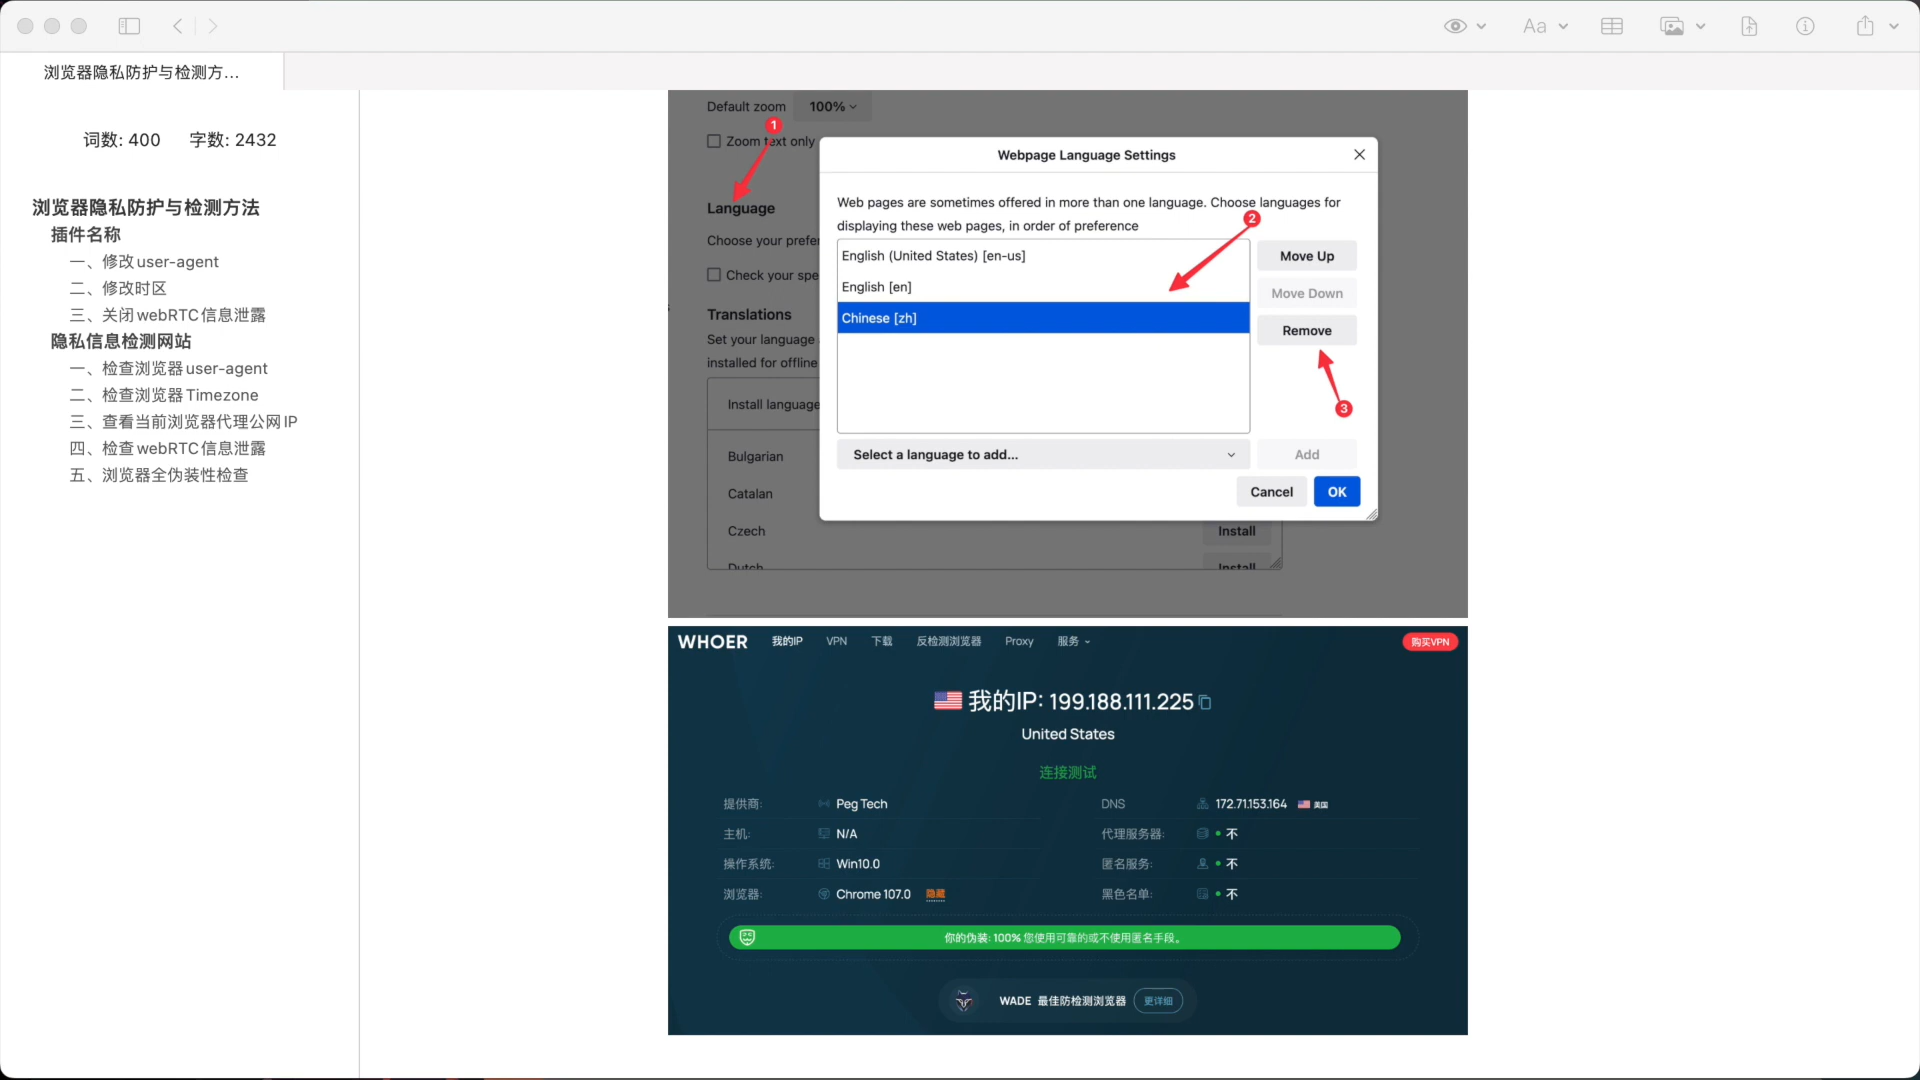 Aa
浏览器隐私防护与检测方...
词数: 400 字数: 2432
浏览器隐私防护与检测方法
插件名称
一、修改user-agent
二、修改时区
三、关闭webRTC信息泄露
隐私信息检测网站
一、检查浏览器user-agent
二、检查浏览器Timezone
三、查看当前浏览器代理公网IP
四、检查webRTC信息泄露
五、浏览器全伪装性检查
Default zoom 100%
1
Zoom text only
Language
Choose your prefer
Check your spe
Translations
Set your language
installed for offline
Install language
Bulgarian
Catalan
Czech Install
Dutch Install
Webpage Language Settings
Web pages are sometimes offered in more than one language. Choose languages for
displaying these web pages, in order of preference
2
English (United States) [en-us]
English [en]
Chinese [zh]
Move Up
Move Down
Remove
3
Select a language to add... Add
Cancel OK
WHOER 我的IP VPN 下载 反检测浏览器 Proxy 服务 购买VPN
我的IP: 199.188.111.225
United States
连接测试
提供商: Peg Tech DNS 172.71.153.164 美国
主机: N/A 代理服务器: 不
操作系统: Win10.0 匿名服务: 不
浏览器: Chrome 107.0 隐藏 黑色名单: 不
你的伪装: 100% 您使用可靠的或不使用匿名手段。
WADE 最佳防检测浏览器 更详细